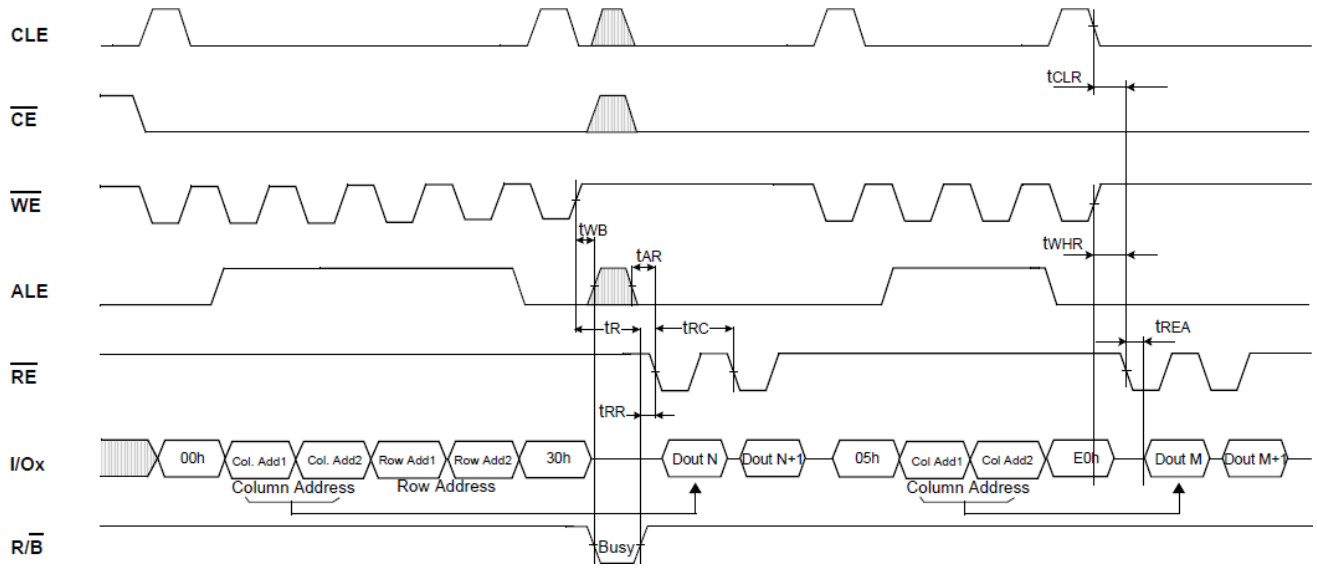 CLE
tCLR
CE
WE
tWB
tWHR
tAR
ALE
tR
tRC
tREA
RE
tRR
I/Ox
00h
Col. Add1
Col. Add2
Row Add1
Row Add2
30h
Dout N
Dout N+1
05h
Col Add1
Col Add2
E0h
Dout M
Dout M+1
Column Address
Row Address
Column Address
R/B
Busy